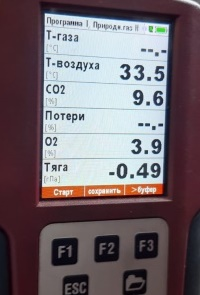 Программа | Природн.газ
Т-газа
[°C]
--.-
Т-воздуха
[°C]
33.5
CO2
[%]
9.6
Потери
[%]
--.-
O2
[%]
3.9
Тяга
[гПа]
-0.49
Старт сохранить >буфер
F1 F2 F3
ESC